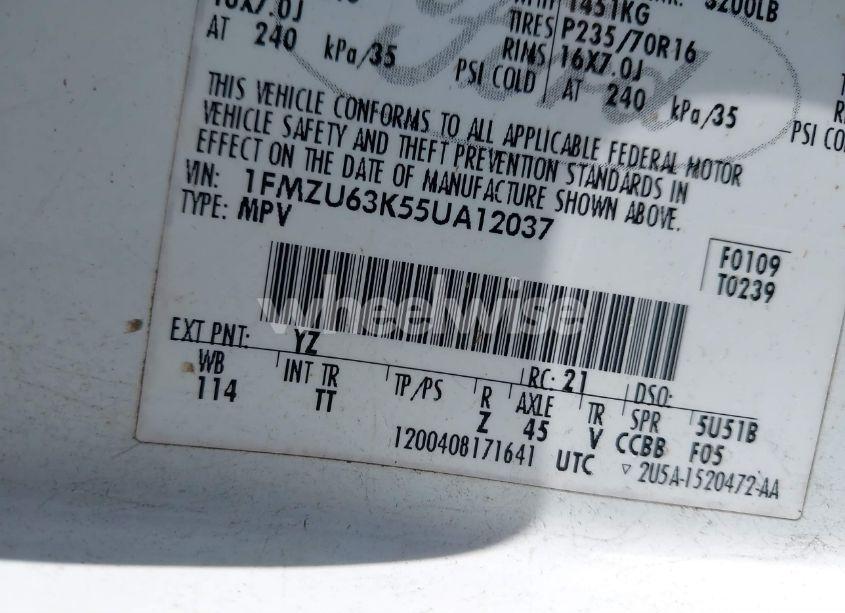 3200LB
1451KG
TIRES P235/70R16
RIMS 16X7.0J
PSI COLD AT 240 kPa/35
16X7.0J
AT 240 kPa/35
PSI CO
THIS VEHICLE CONFORMS TO ALL APPLICABLE FEDERAL MOTOR
VEHICLE SAFETY AND THEFT PREVENTION STANDARDS IN
EFFECT ON THE DATE OF MANUFACTURE SHOWN ABOVE.
VIN: 1FMZU63K55UA12037
TYPE: MPV
F0109
T0239
wheelwise
EXT PNT: YZ RC: 21 DSO:
WB INT TR TP/PS R AXLE TR SPR 5U51B
114 TT Z 45 V CCBB F05
1200408171641 UTC ▽ 2U5A-1520472-AA